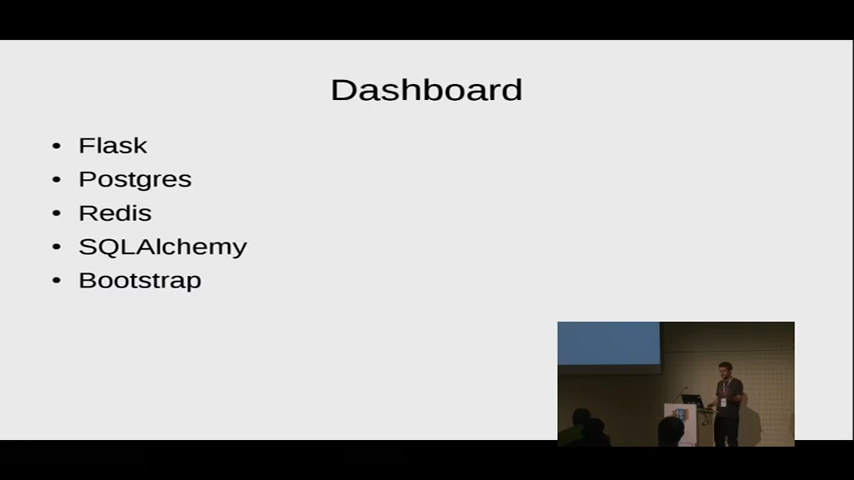 Dashboard
• Flask
• Postgres
• Redis
• SQLAlchemy
• Bootstrap